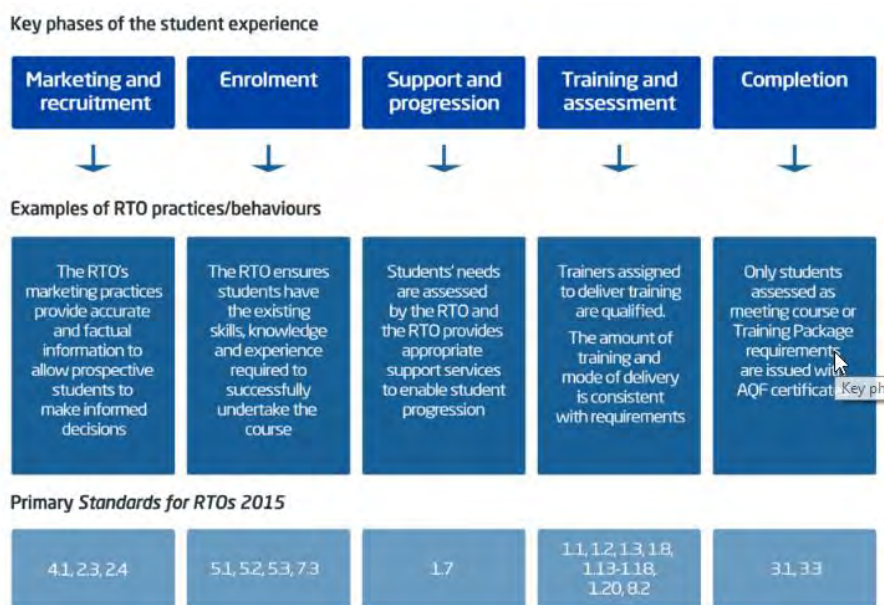 Key phases of the student experience
Marketing and
recruitment
Enrolment
Support and
progression
Training and
assessment
Completion
Examples of RTO practices/behaviours
The RTO's
marketing practices
provide accurate
and factual
information to
allow prospective
students to
make informed
decisions
The RTO ensures
students have
the existing
skills, knowledge
and experience
required to
successfully
undertake the
course
Students' needs
are assessed
by the RTO and
the RTO provides
appropriate
support services
to enable student
progression
Trainers assigned
to deliver training
are qualified.
The amount of
training and
mode of delivery
is consistent
with requirements
Only students
assessed as
meeting course or
Training Package
requirements
are issued
AQF
Key ph
Primary Standards for RTOs 2015
4.1, 2.3, 2.4
5.1, 5.2, 5.3, 7.3
1.7
1.1, 1.2, 1.3, 1.8,
1.13-1.18,
1.20, 8.2
3.1, 3.3